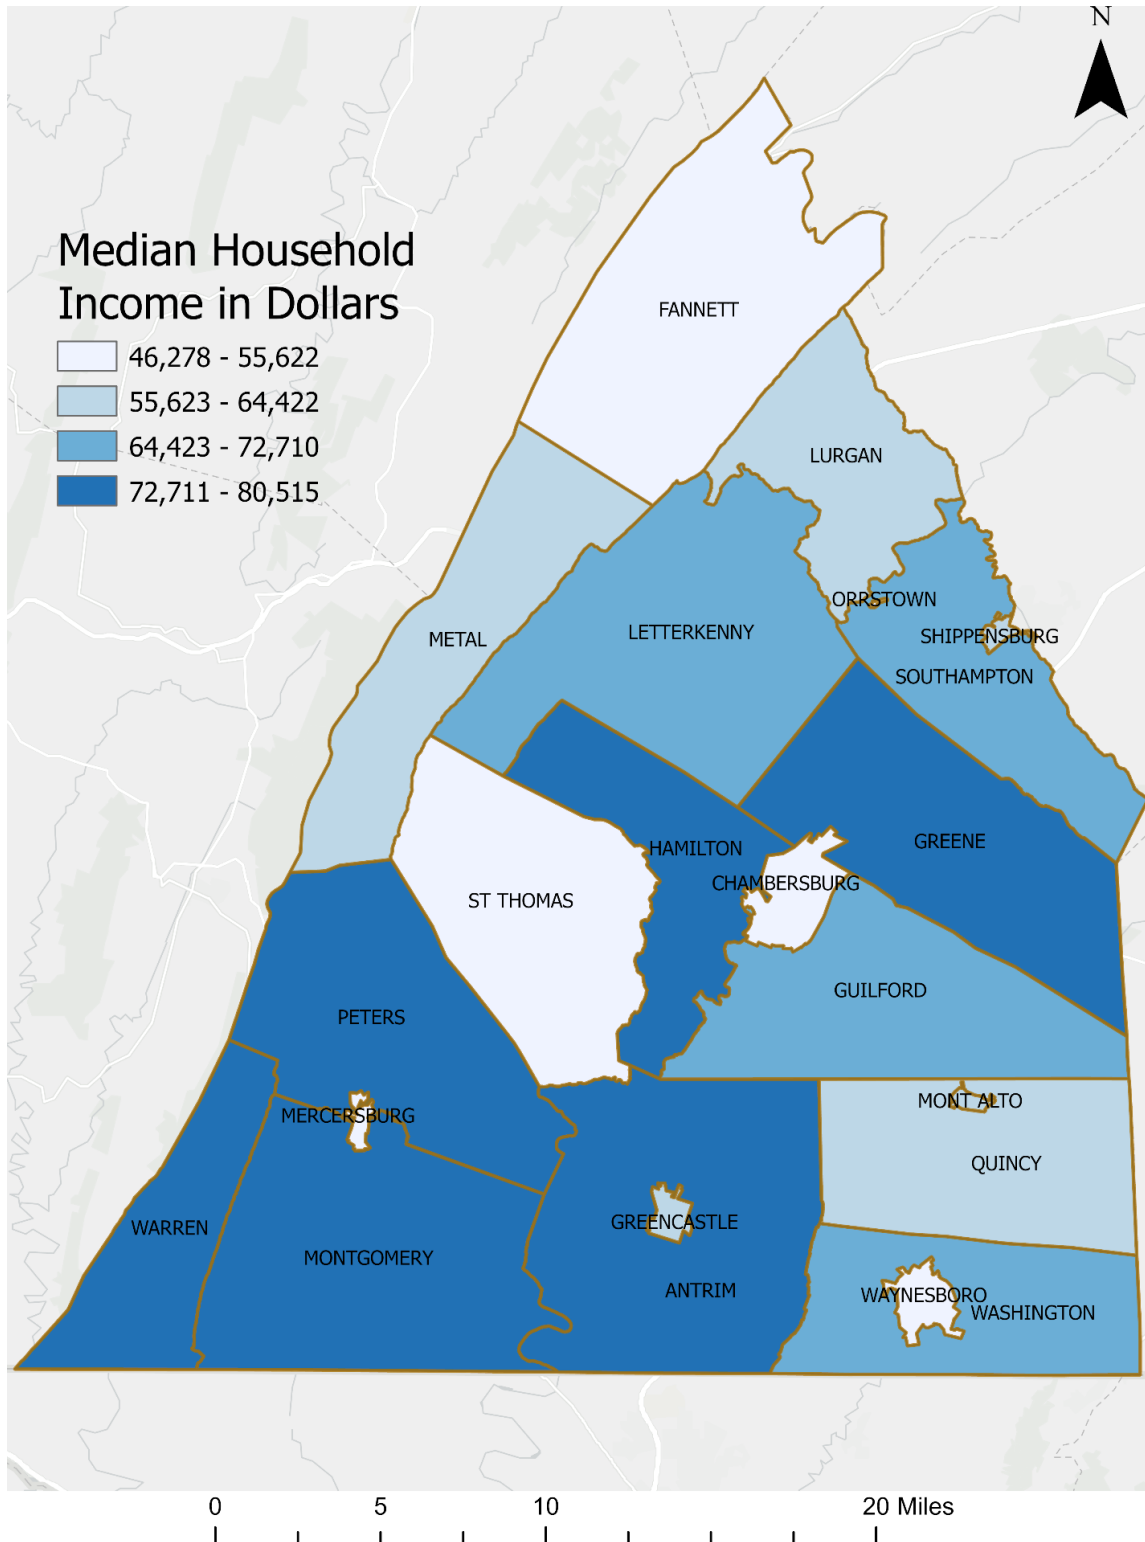 N
Median Household
Income in Dollars
46,278 - 55,622
55,623 - 64,422
64,423 - 72,710
72,711 - 80,515
FANNETT
LURGAN
ORRSTOWN
LETTERKENNY
SHIPPENSBURG
METAL
SOUTHAMPTON
GREENE
HAMILTON
CHAMBERSBURG
ST THOMAS
GUILFORD
PETERS
MONT ALTO
MERCERSBURG
QUINCY
GREENCASTLE
WARREN
MONTGOMERY
ANTRIM
WAYNESBORO
WASHINGTON
0 5 10 20 Miles